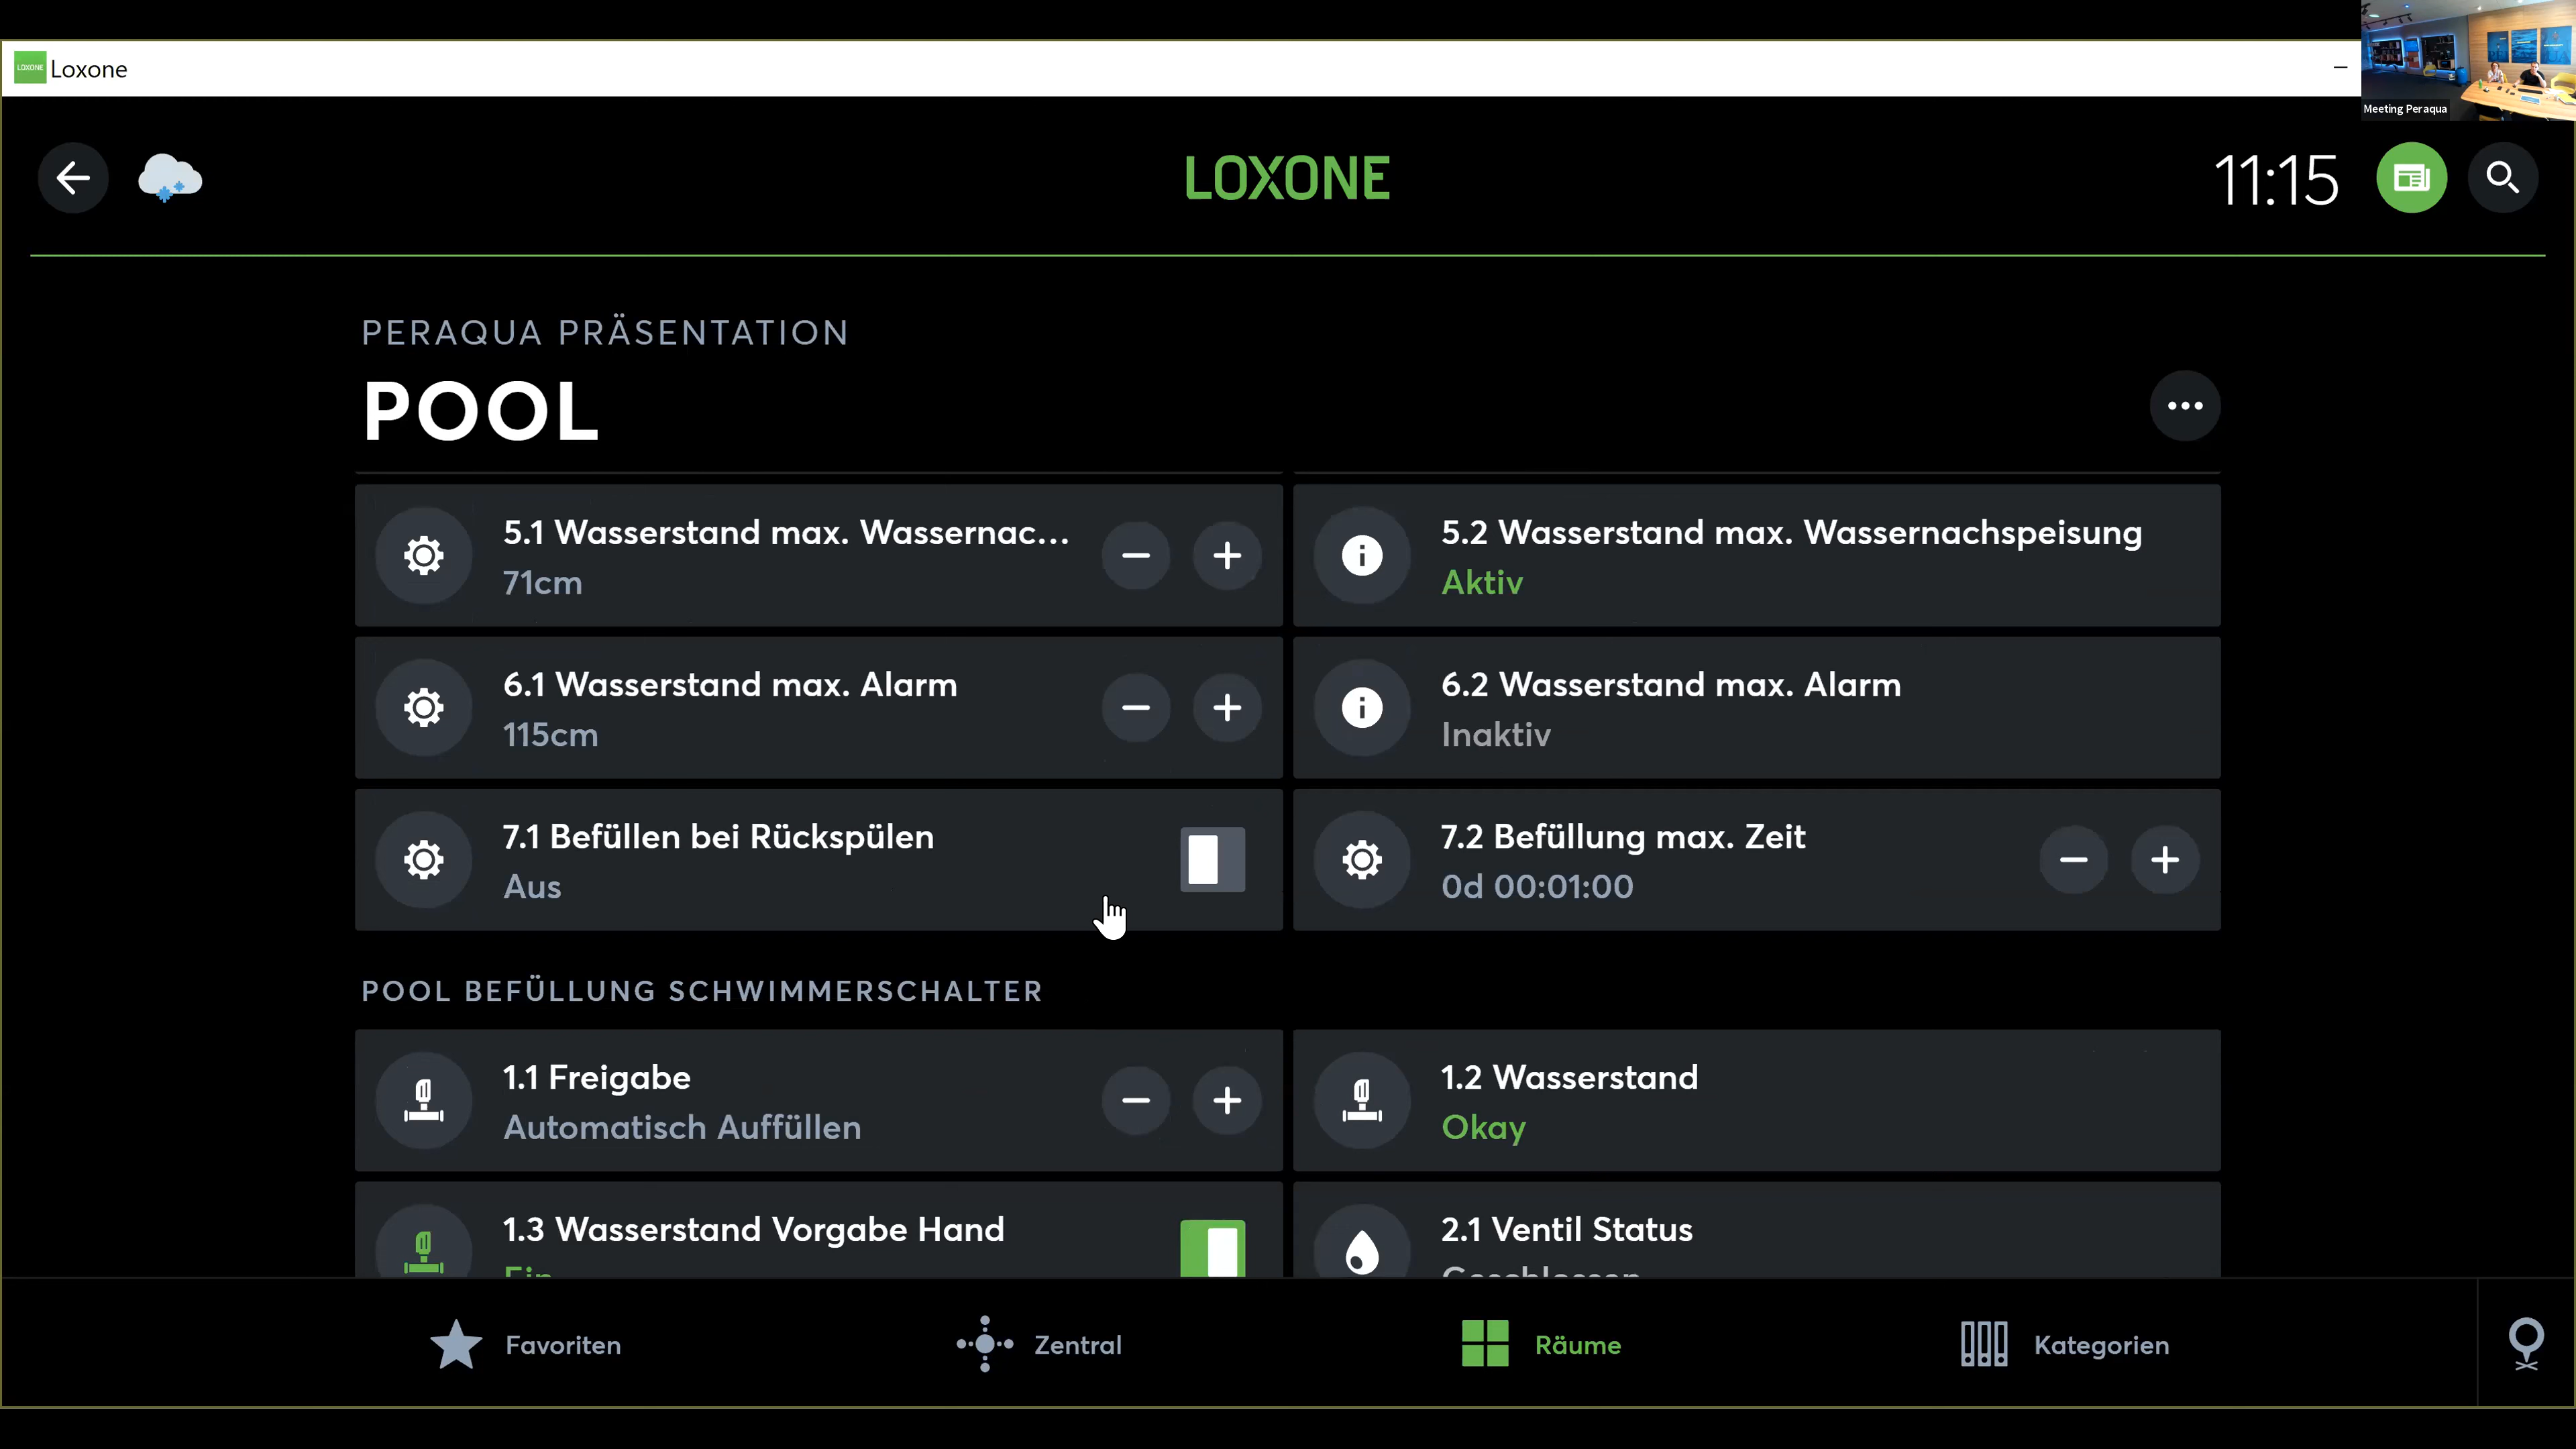 LOXONE
Loxone
Meeting Peraqua
LOXONE
11:15
PERAQUA PRÄSENTATION
POOL
5.1 Wasserstand max. Wassernac...
71cm
5.2 Wasserstand max. Wassernachspeisung
Aktiv
6.1 Wasserstand max. Alarm
115cm
6.2 Wasserstand max. Alarm
Inaktiv
7.1 Befüllen bei Rückspülen
Aus
7.2 Befüllung max. Zeit
0d 00:01:00
POOL BEFÜLLUNG SCHWIMMERSCHALTER
1.1 Freigabe
Automatisch Auffüllen
1.2 Wasserstand
Okay
1.3 Wasserstand Vorgabe Hand
Ein
2.1 Ventil Status
Geschlossen
Favoriten
Zentral
Räume
Kategorien